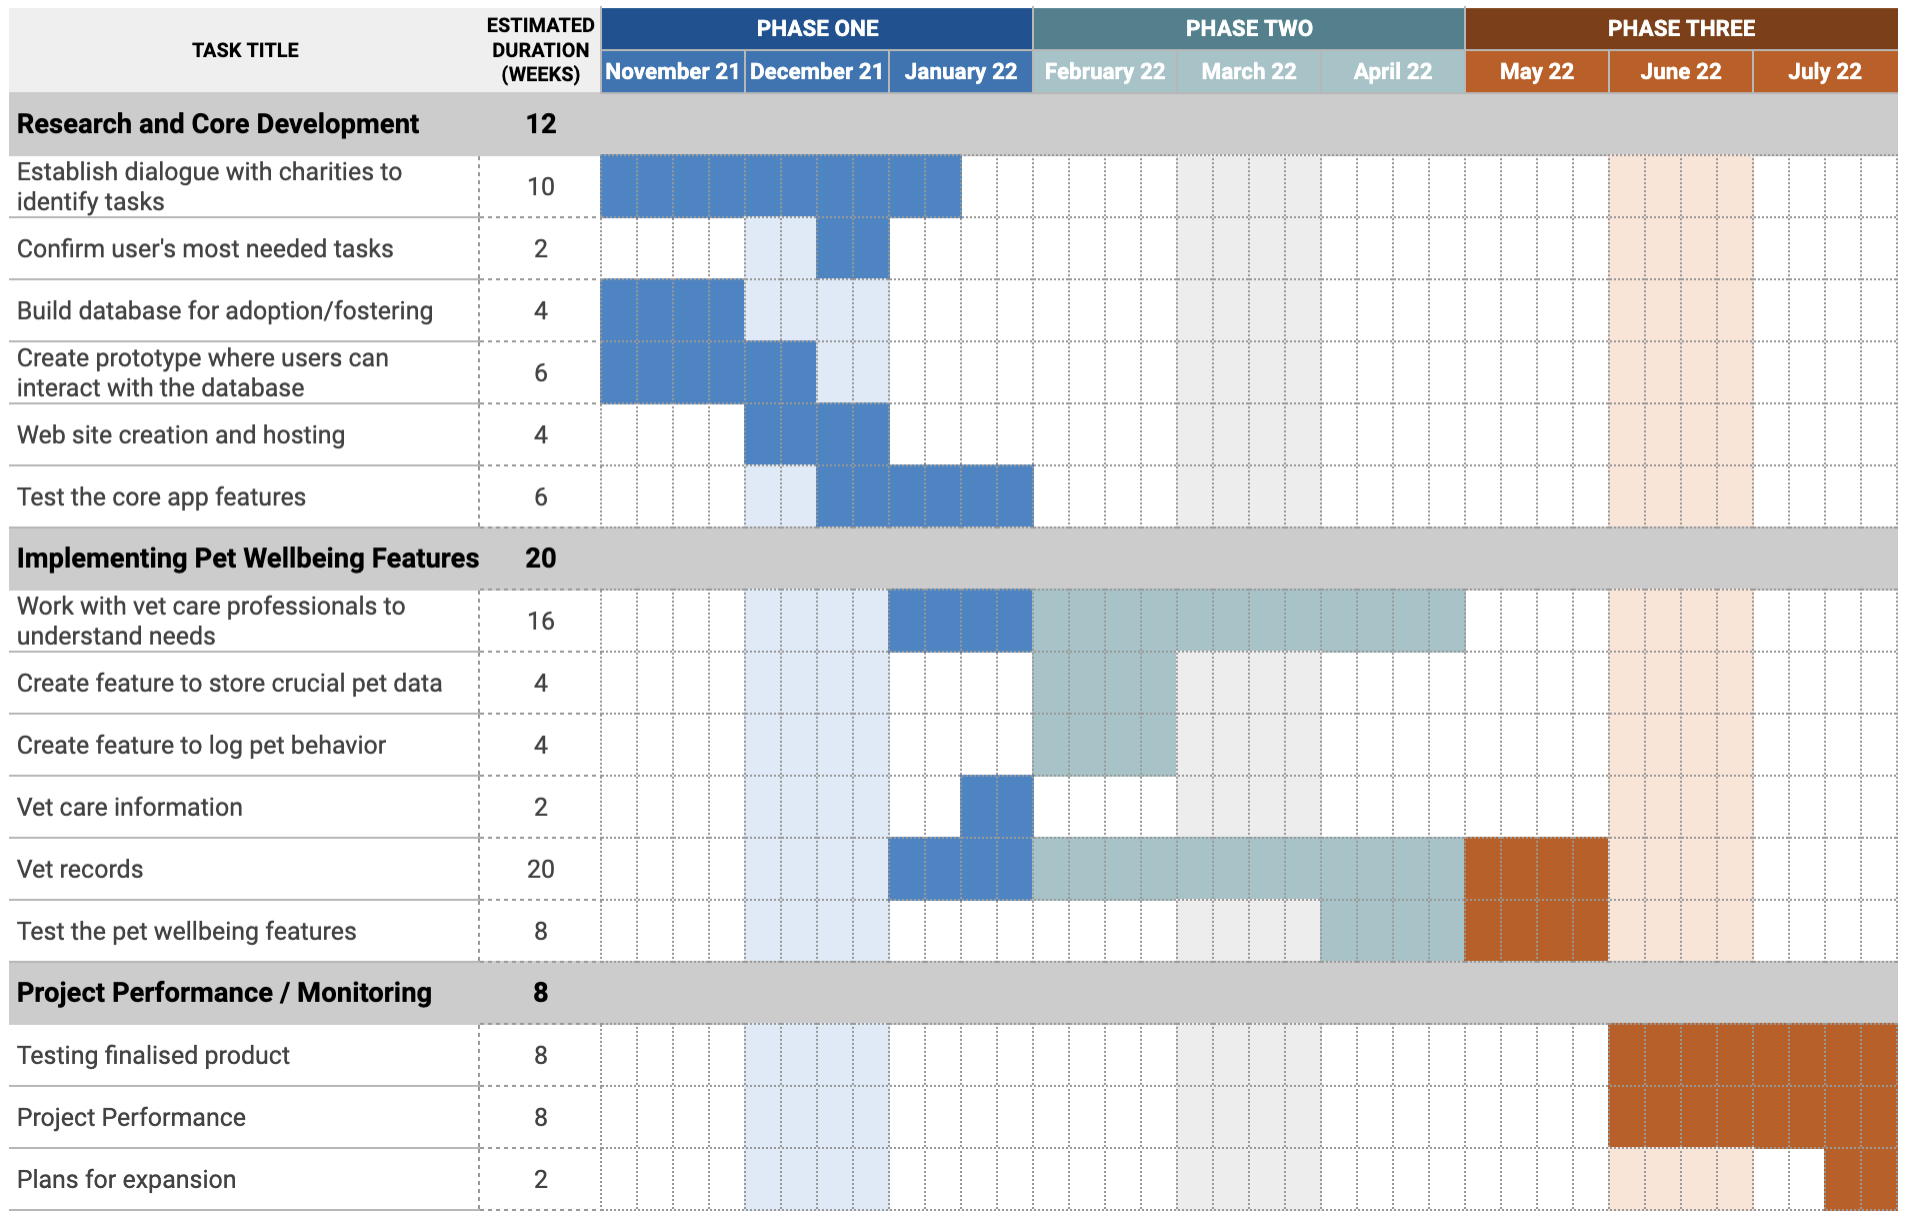 TASK TITLE
ESTIMATED
DURATION
(WEEKS)
PHASE ONE
PHASE TWO
PHASE THREE
November 21
December 21
January 22
February 22
March 22
April 22
May 22
June 22
July 22
Research and Core Development 12
Establish dialogue with charities to
identify tasks
10
Confirm user's most needed tasks 2
Build database for adoption/fostering 4
Create prototype where users can
interact with the database
6
Web site creation and hosting 4
Test the core app features 6
Implementing Pet Wellbeing Features 20
Work with vet care professionals to
understand needs
16
Create feature to store crucial pet data 4
Create feature to log pet behavior 4
Vet care information 2
Vet records 20
Test the pet wellbeing features 8
Project Performance / Monitoring 8
Testing finalised product 8
Project Performance 8
Plans for expansion 2